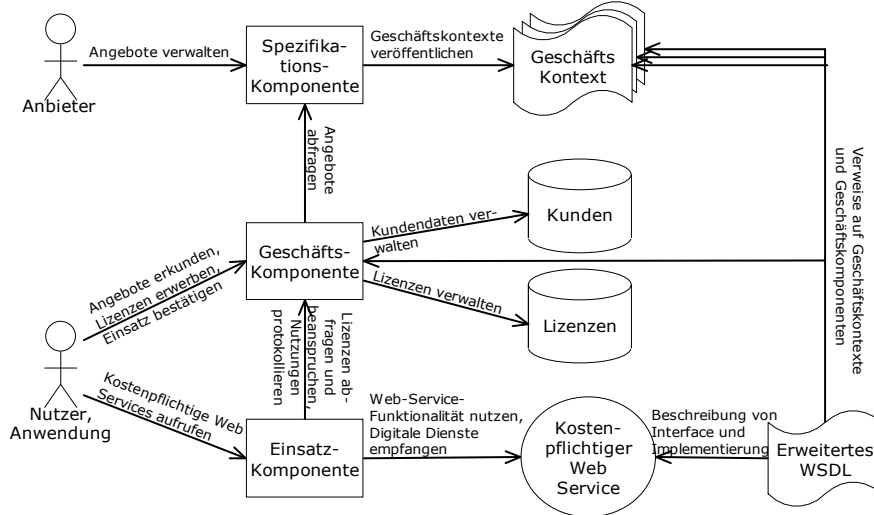 Angebote verwalten
Anbieter
Spezifika-
tions-
Komponente
Geschäftskontexte
veröffentlichen
Geschäfts
Kontext
Angebote
abfragen
Verweise auf Geschäftskontexte
und Geschäftskomponenten
Geschäfts-
Komponente
Kundendaten ver-
walten
Kunden
Lizenzen verwalten
Lizenzen
Angebote erkunden,
Lizenzen erwerben,
Einsatz bestätigen
Lizenzen ab-
fragen und
beanspruchen,
Nutzungen
protokollieren
Nutzer,
Anwendung
Kostenpflichtige Web
Services aufrufen
Einsatz-
Komponente
Web-Service-
Funktionalität nutzen,
Digitale Dienste
empfangen
Kosten-
pflichtiger
Web
Service
Beschreibung von
Interface und
Implementierung
Erweitertes
WSDL